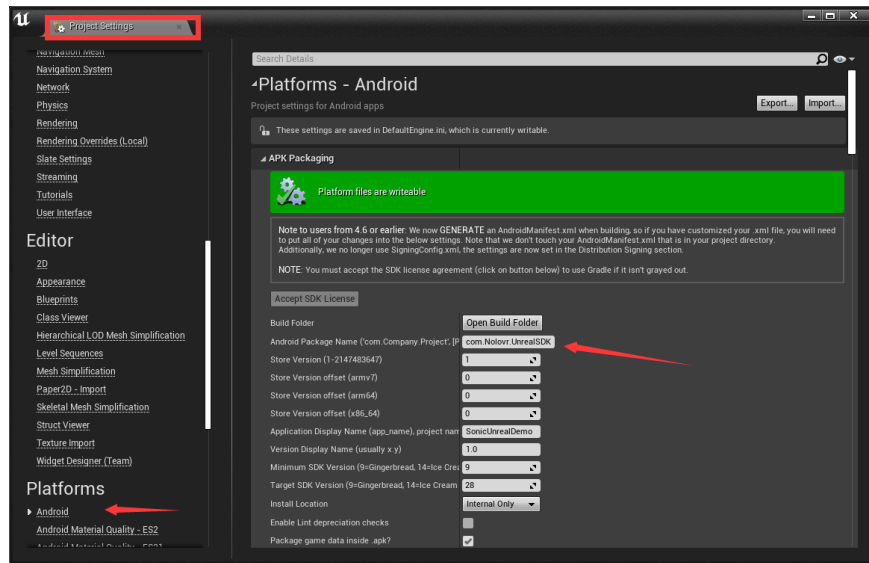 Project Settings
Navigation Mesh
Navigation System
Network
Physics
Rendering
Rendering Overrides (Local)
Slate Settings
Streaming
Tutorials
User Interface
Editor
2D
Appearance
Blueprints
Class Viewer
Hierarchical LOD Mesh Simplification
Level Sequences
Mesh Simplification
Paper2D - Import
Skeletal Mesh Simplification
Struct Viewer
Texture Import
Widget Designer (Team)
Platforms
Android
Android Material Quality - ES2
Android Material Quality - ES31
Search Details
Platforms - Android
Project settings for Android apps
Export... Import...
These settings are saved in DefaultEngine.ini, which is currently writable.
APK Packaging
Platform files are writeable
Note to users from 4.6 or earlier: We now GENERATE an AndroidManifest.xml when building, so if you have customized your .xml file, you will need
to put all of your changes into the below settings. Note that we don't touch your AndroidManifest.xml that is in your project directory.
Additionally, we no longer use SigningConfig.xml, the settings are now set in the Distribution Signing section.
NOTE: You must accept the SDK license agreement (click on button below) to use Gradle if it isn't grayed out.
Accept SDK License
Build Folder Open Build Folder
Android Package Name ('com.Company.Project', [P com.Nolovr.UnrealSDK
Store Version (1-2147483647) 1
Store Version offset (armv7) 0
Store Version offset (arm64) 0
Store Version offset (x86_64) 0
Application Display Name (app_name), project nam SonicUnrealDemo
Version Display Name (usually x.y) 1.0
Minimum SDK Version (9=Gingerbread, 14=Ice Crea 9
Target SDK Version (9=Gingerbread, 14=Ice Cream 28
Install Location Internal Only
Enable Lint depreciation checks
Package game data inside .apk?